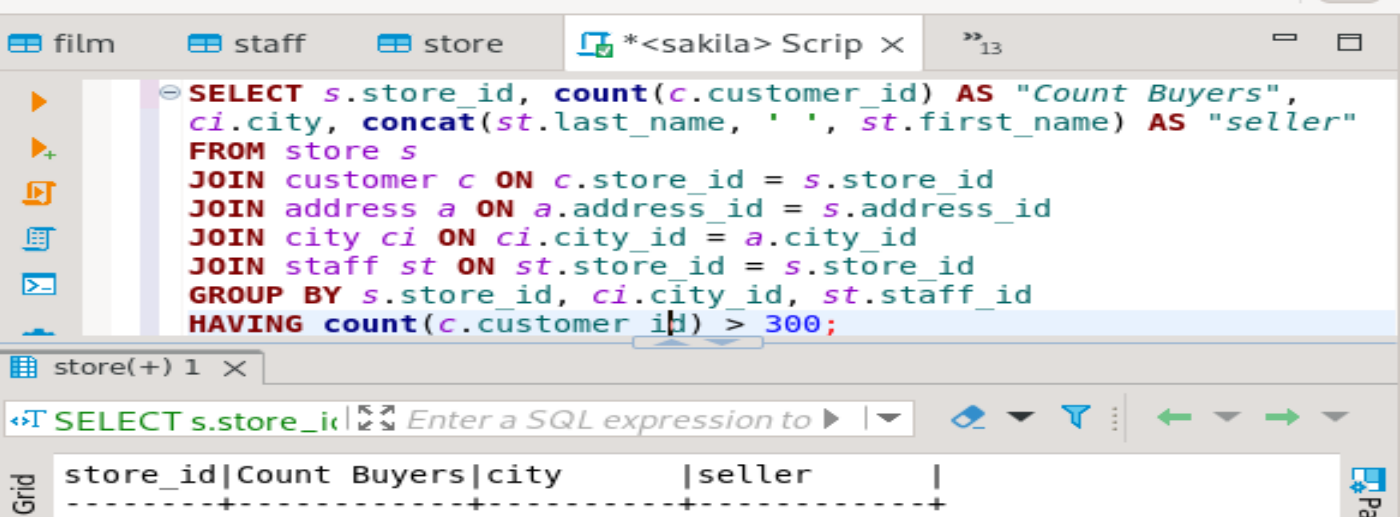 film staff store *<sakila> Scrip »13
SELECT s.store_id, count(c.customer_id) AS "Count Buyers",
ci.city, concat(st.last_name, ' ', st.first_name) AS "seller"
FROM store s
JOIN customer c ON c.store_id = s.store_id
JOIN address a ON a.address_id = s.address_id
JOIN city ci ON ci.city_id = a.city_id
JOIN staff st ON st.store_id = s.store_id
GROUP BY s.store_id, ci.city_id, st.staff_id
HAVING count(c.customer_id) > 300;
store(+) 1
SELECT s.store_ic Enter a SQL expression to
Grid
store_id|Count Buyers|city |seller |
--------+------------+----------+------------+
Pa